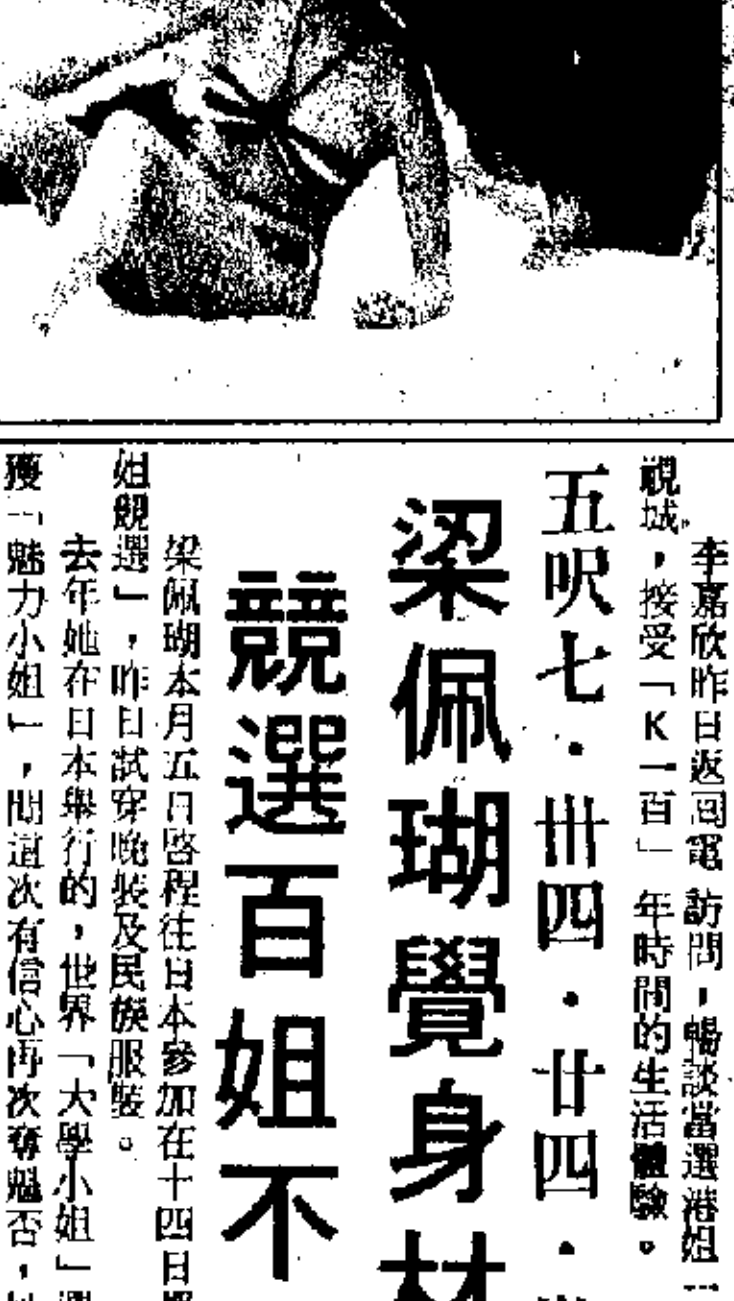 李嘉欣昨日返回電
視城，接受「K一百」
訪問，暢談當選港姐一
年時間的生活體驗。
五呎七·卅四·廿四·
梁佩瑚覺身材
競選百姐不
梁佩瑚本月五日啓程往日本參加在十四日
姐競選」，昨日試穿晚裝及民族服裝。
去年她在日本舉行的，世界「大學小姐」選
獲「魅力小姐」，問這次有信心再次奪魁否，